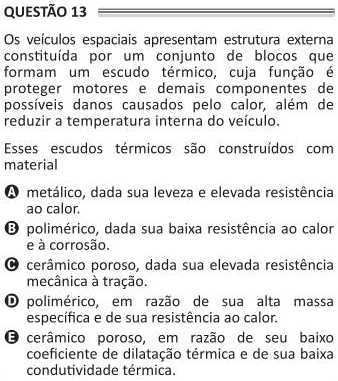 QUESTÃO 13
Os veículos espaciais apresentam estrutura externa
constituída por um conjunto de blocos que
formam um escudo térmico, cuja função é
proteger motores e demais componentes de
possíveis danos causados pelo calor, além de
reduzir a temperatura interna do veículo.
Esses escudos térmicos são construídos com
material
A metálico, dada sua leveza e elevada resistência
ao calor.
B polimérico, dada sua baixa resistência ao calor
e à corrosão.
C cerâmico poroso, dada sua elevada resistência
mecânica à tração.
D polimérico, em razão de sua alta massa
específica e de sua resistência ao calor.
E cerâmico poroso, em razão de seu baixo
coeficiente de dilatação térmica e de sua baixa
condutividade térmica.